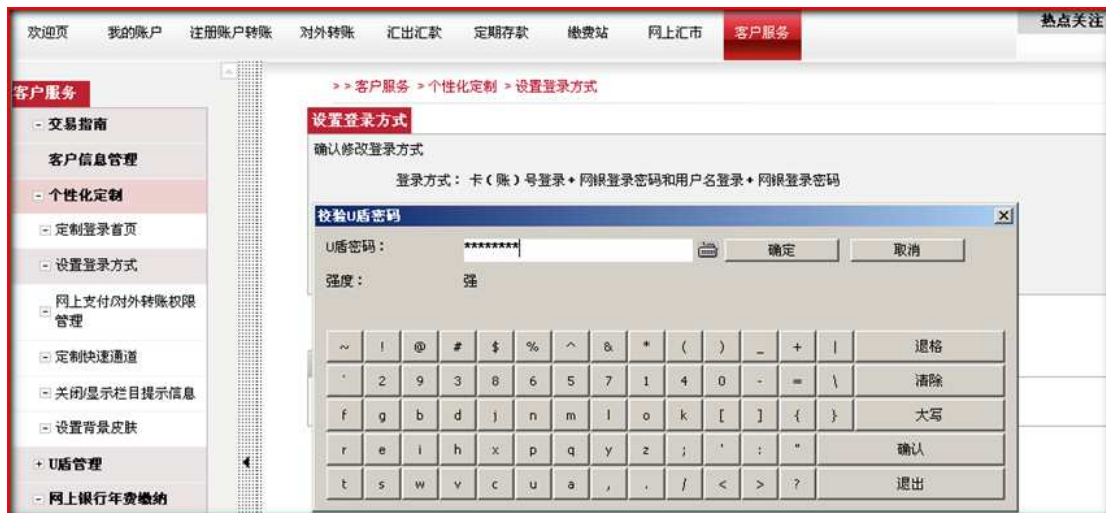 欢迎页 我的账户 注册账户转账 对外转账 汇出汇款 定期存款 缴费站 网上汇市 客户服务 热点关注
>>客户服务 >个性化定制 >设置登录方式
客户服务
交易指南
客户信息管理
个性化定制
定制登录首页
设置登录方式
网上支付/对外转账权限
管理
定制快速通道
关闭/显示栏目提示信息
设置背景皮肤
U盾管理
网上银行年费缴纳
设置登录方式
确认修改登录方式
登录方式：卡(账)号登录+网银登录密码和用户名登录+网银登录密码
校验U盾密码
U盾密码： ******** 确定 取消
强度： 强
~ ! @ # $ % ^ & * ( ) _ + | 退格
` 2 9 3 8 6 5 7 1 4 0 - = \ 清除
f g b d j n m l o k [ ] { } 大写
r e i h x p q y z ; ' : " 确认
t s w v c u a , . / < > ? 退出